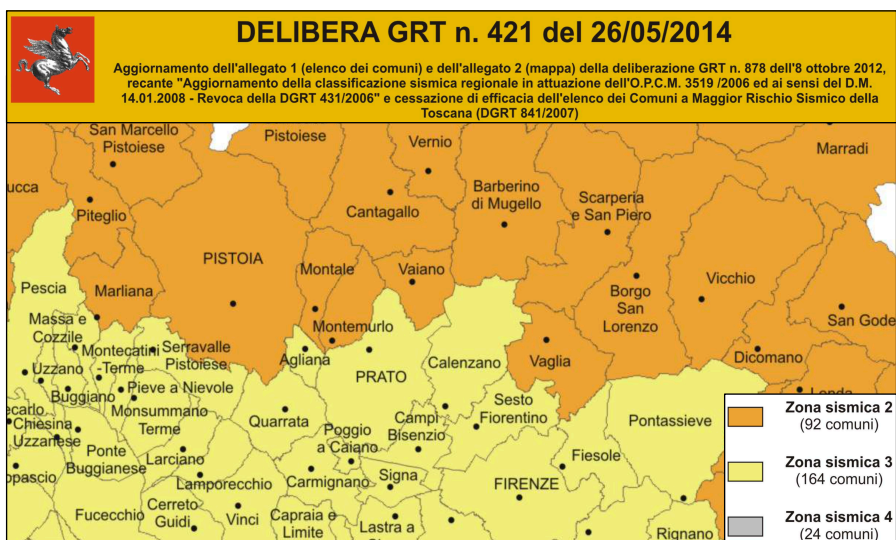 DELIBERA GRT n. 421 del 26/05/2014
Aggiornamento dell'allegato 1 (elenco dei comuni) e dell'allegato 2 (mappa) della deliberazione GRT n. 878 dell'8 ottobre 2012,
recante "Aggiornamento della classificazione sismica regionale in attuazione dell'O.P.C.M. 3519 /2006 ed ai sensi del D.M.
14.01.2008 - Revoca della DGRT 431/2006" e cessazione di efficacia dell'elenco dei Comuni a Maggior Rischio Sismico della
Toscana (DGRT 841/2007)
San Marcello
Pistoiese
Pistoiese
Vernio
Marradi
ucca
Piteglio
Cantagallo
Barberino
di Mugello
Scarperia
e San Piero
PISTOIA
Montale
Vaiano
Pescia
Marliana
Borgo
San
Lorenzo
Vicchio
San Gode
Massa e
Cozzile
Montemurlo
Montecatini
-Terme
Serravalle
Pistoiese
Agliana
Calenzano
Vaglia
Dicomano
Uzzano
PRATO
Buggiano
Pieve a Nievole
Monsummano
Terme
Londa
ecarlo
Chiesina
Uzzanese
Quarrata
Campi
Bisenzio
Sesto
Fiorentino
Pontassieve
Poggio
a Caiano
Ponte
Buggianese
Larciano
Fiesole
opascio
Lamporecchio
Carmignano
Signa
FIRENZE
Fucecchio
Cerreto
Guidi
Vinci
Capraia e
Limite
Lastra a
Rignano
Zona sismica 2
(92 comuni)
Zona sismica 3
(164 comuni)
Zona sismica 4
(24 comuni)